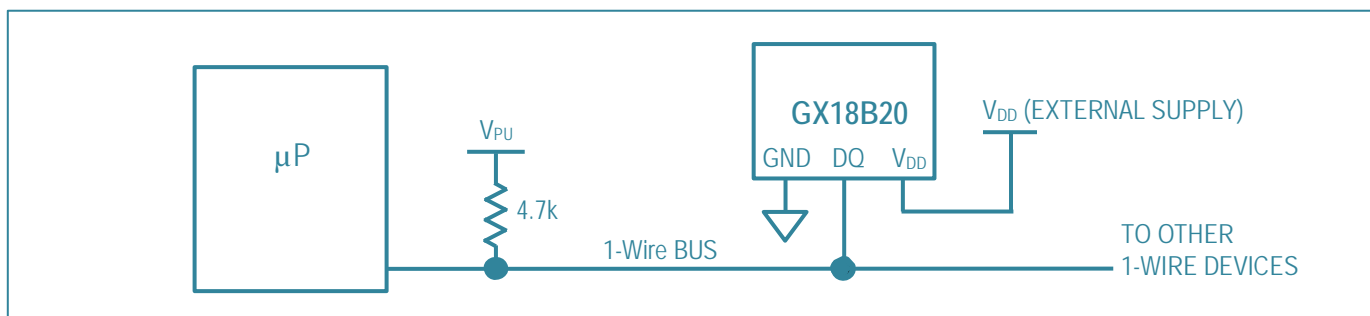 µP
VPU
4.7k
1-Wire BUS
GX18B20
GND DQ VDD
VDD (EXTERNAL SUPPLY)
TO OTHER
1-WIRE DEVICES